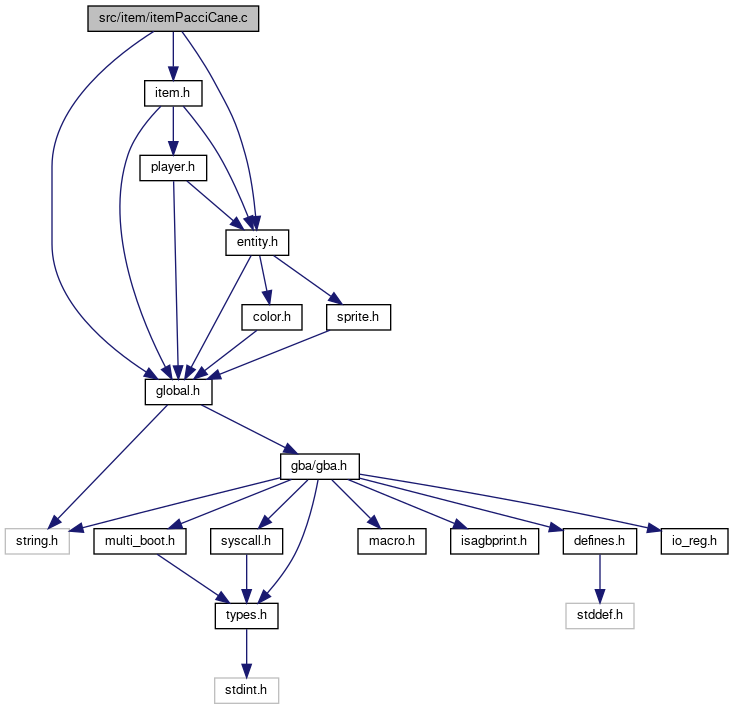 src/item/itemPacciCane.c
item.h
player.h
entity.h
color.h
sprite.h
global.h
gba/gba.h
string.h
multi_boot.h
syscall.h
macro.h
isagbprint.h
defines.h
io_reg.h
types.h
stddef.h
stdint.h